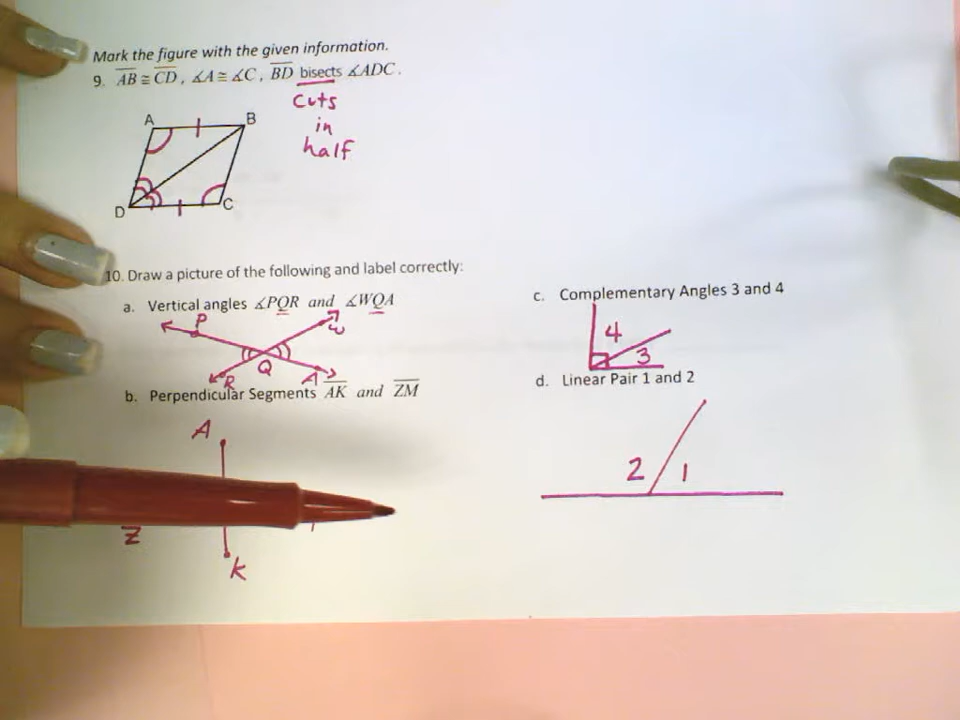 Mark the figure with the given information.
9. AB ≅ CD, ∡A ≅ ∡C, BD bisects ∡ADC.
Cuts
in
half
A B
D C
10. Draw a picture of the following and label correctly:
a. Vertical angles ∡PQR and ∡WQA
P W
Q
R A
b. Perpendicular Segments AK and ZM
A
Z
K
c. Complementary Angles 3 and 4
4
3
d. Linear Pair 1 and 2
2 1